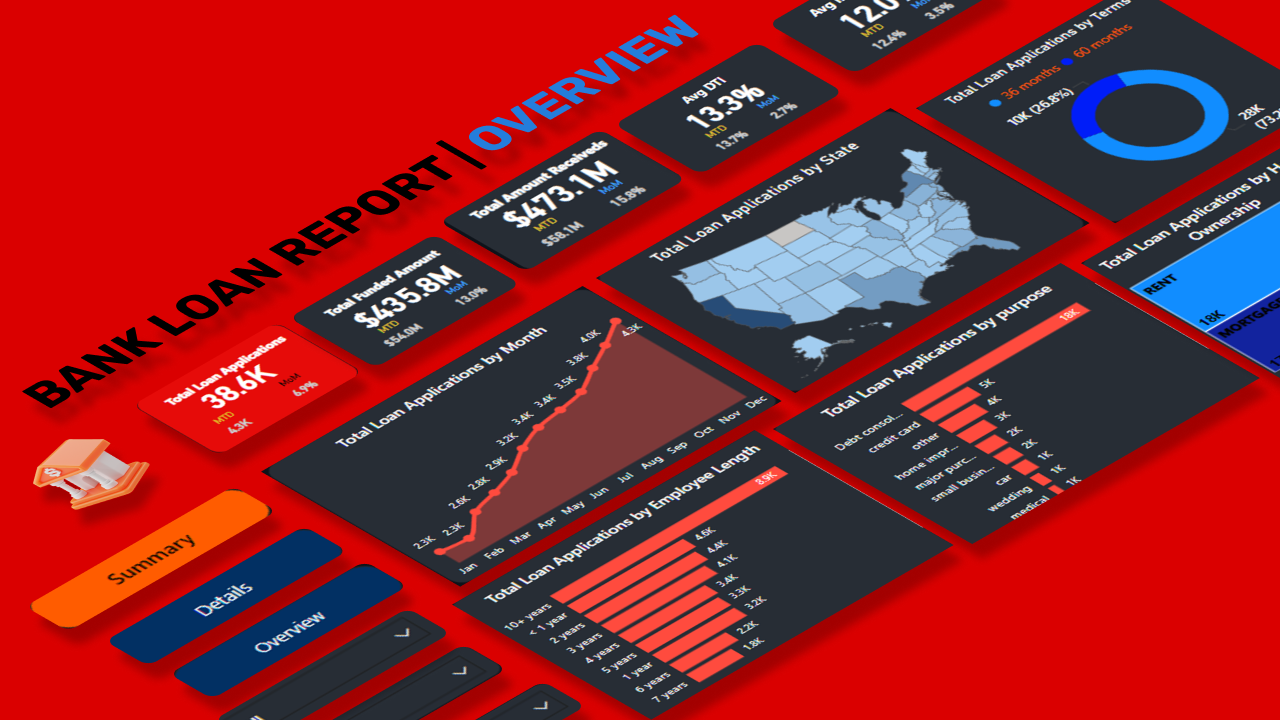 BANK LOAN REPORT | OVERVIEW
Total Loan Applications
38.6K
MTD
MoM
4.3K
6.9%
Total Funded Amount
$435.8M
MTD
MoM
$54.0M
13.0%
Total Amount Receiveds
$473.1M
MTD
MoM
$58.1M
15.8%
Avg DTI
13.3%
MTD
MoM
13.7%
2.7%
Avg
12.0
MTD
12.4%
3.5%
Summary
Details
Overview
Total Loan Applications by Month
2.3K
2.3K
2.6K
2.8K
2.9K
3.2K
3.4K
3.4K
3.5K
3.8K
4.0K
4.3K
Jan
Feb
Mar
Apr
May
Jun
Jul
Aug
Sep
Oct
Nov
Dec
Total Loan Applications by State
Total Loan Applications by Terms
36 months
60 months
10K (26.8%)
28K
Total Loan Applications by Employee Length
10+ years
8.9K
< 1 year
4.6K
2 years
4.4K
3 years
4.1K
4 years
3.4K
5 years
3.3K
1 year
3.2K
6 years
2.2K
7 years
1.8K
Total Loan Applications by purpose
Debt consol...
18K
credit card
5K
other
4K
home impr...
3K
major purc...
2K
small busin...
2K
car
1K
wedding
1K
medical
1K
Total Loan Applications by H
Ownership
RENT
18K
MORTGAG